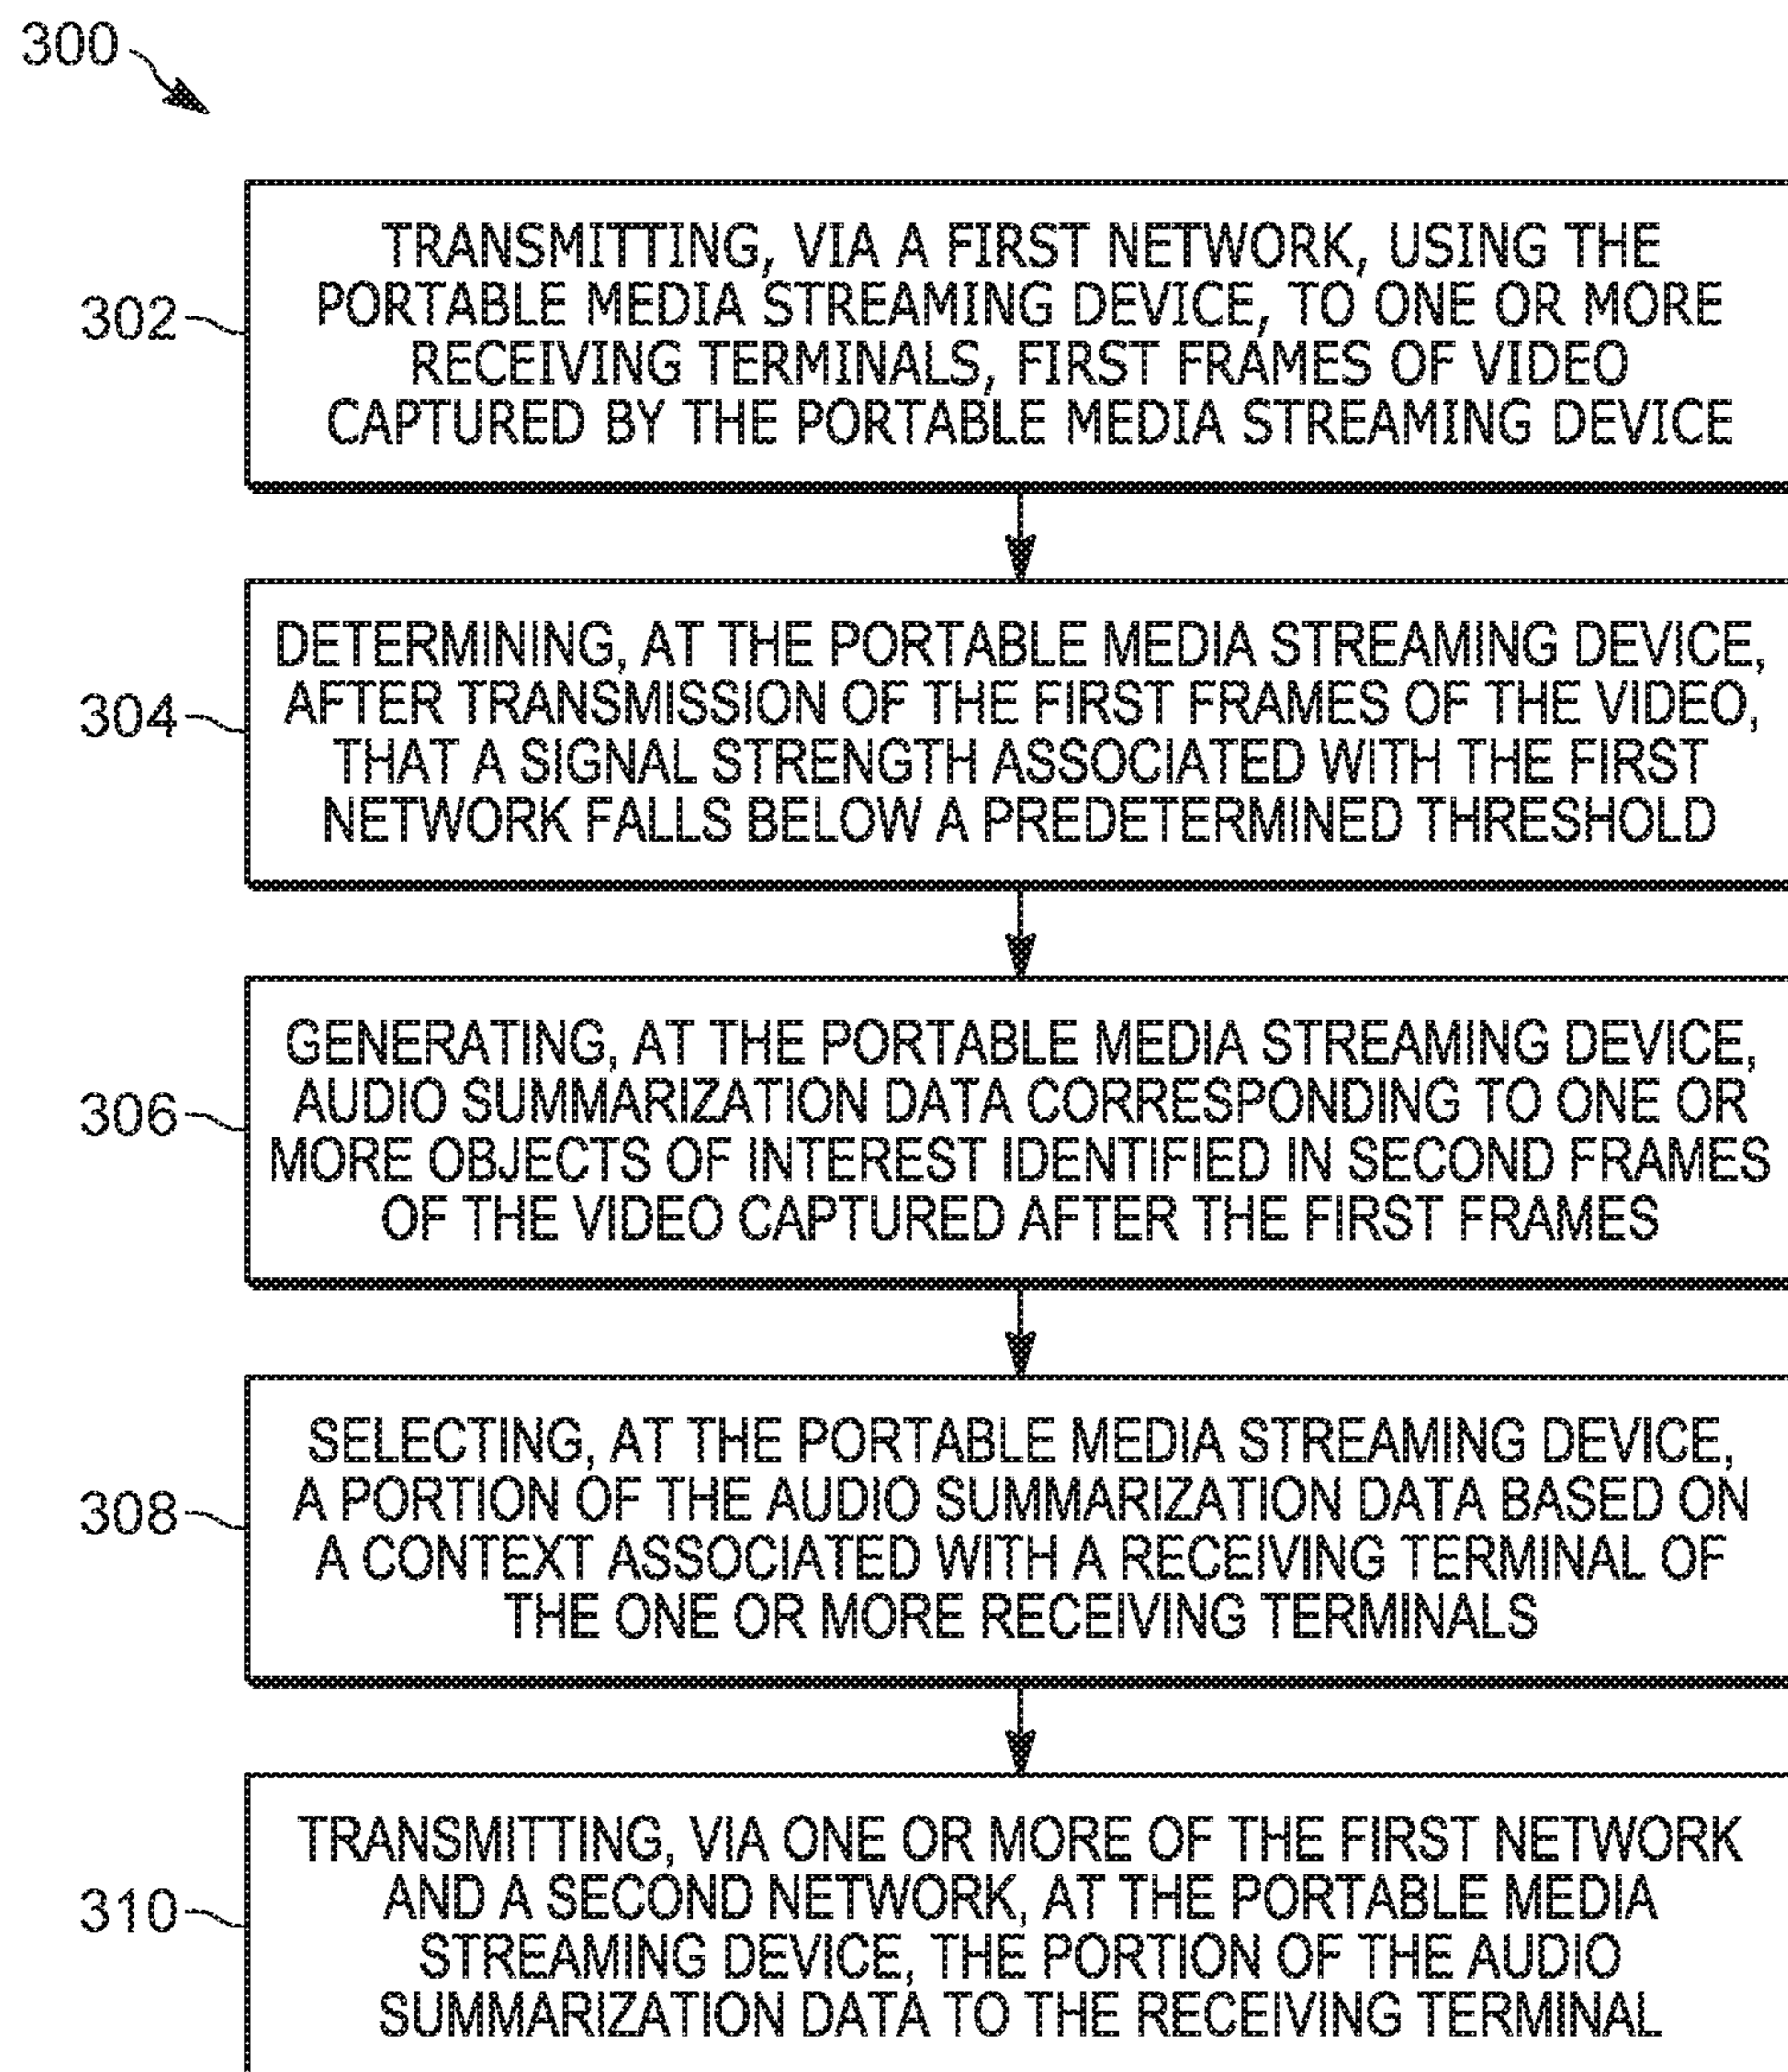 300
TRANSMITTING, VIA A FIRST NETWORK, USING THE
PORTABLE MEDIA STREAMING DEVICE, TO ONE OR MORE
RECEIVING TERMINALS, FIRST FRAMES OF VIDEO
CAPTURED BY THE PORTABLE MEDIA STREAMING DEVICE
302
DETERMINING, AT THE PORTABLE MEDIA STREAMING DEVICE,
AFTER TRANSMISSION OF THE FIRST FRAMES OF THE VIDEO,
THAT A SIGNAL STRENGTH ASSOCIATED WITH THE FIRST
NETWORK FALLS BELOW A PREDETERMINED THRESHOLD
304
GENERATING, AT THE PORTABLE MEDIA STREAMING DEVICE,
AUDIO SUMMARIZATION DATA CORRESPONDING TO ONE OR
MORE OBJECTS OF INTEREST IDENTIFIED IN SECOND FRAMES
OF THE VIDEO CAPTURED AFTER THE FIRST FRAMES
306
SELECTING, AT THE PORTABLE MEDIA STREAMING DEVICE,
A PORTION OF THE AUDIO SUMMARIZATION DATA BASED ON
A CONTEXT ASSOCIATED WITH A RECEIVING TERMINAL OF
THE ONE OR MORE RECEIVING TERMINALS
308
TRANSMITTING, VIA ONE OR MORE OF THE FIRST NETWORK
AND A SECOND NETWORK, AT THE PORTABLE MEDIA
STREAMING DEVICE, THE PORTION OF THE AUDIO
SUMMARIZATION DATA TO THE RECEIVING TERMINAL
310